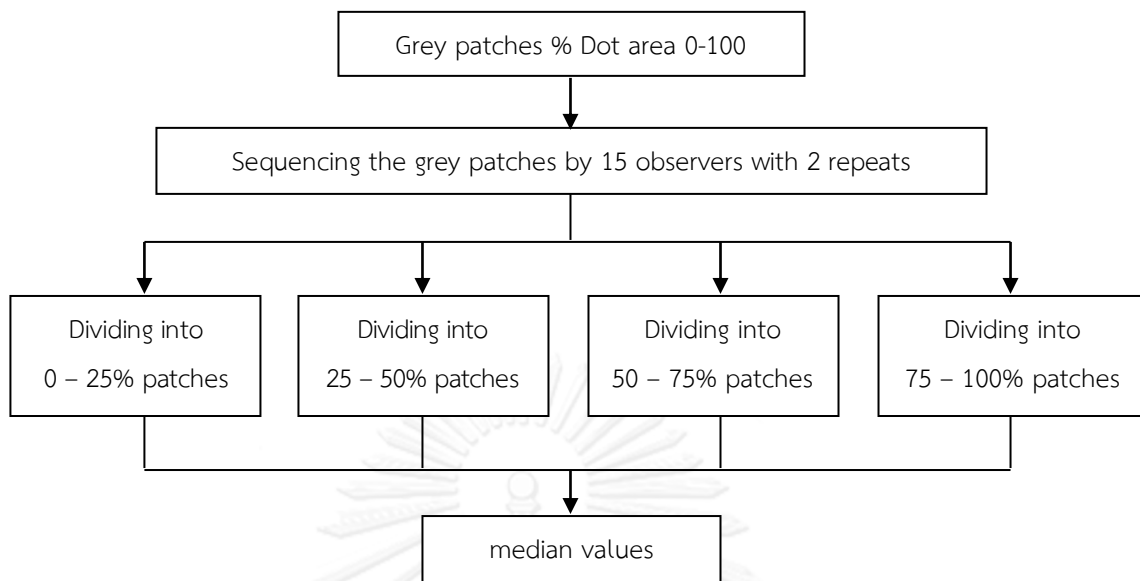 Grey patches % Dot area 0-100
Sequencing the grey patches by 15 observers with 2 repeats
Dividing into
0 – 25% patches
Dividing into
25 – 50% patches
Dividing into
50 – 75% patches
Dividing into
75 – 100% patches
median values